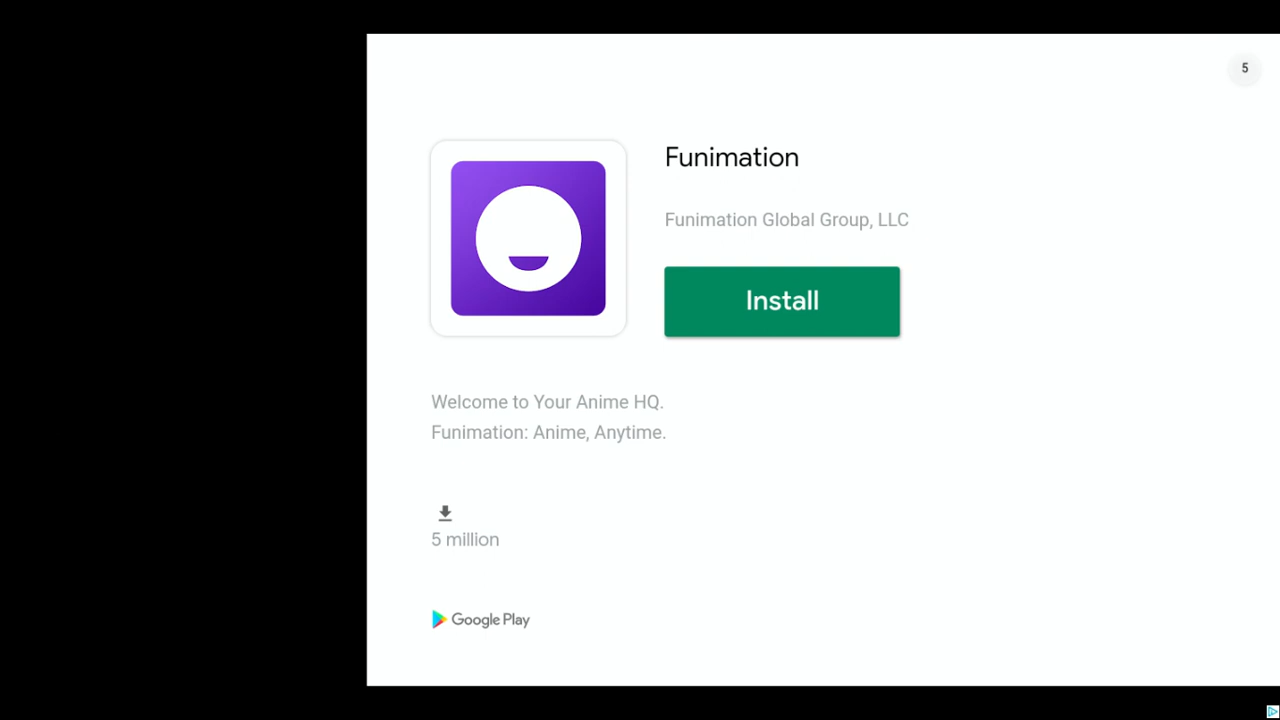 5
Funimation
Funimation Global Group, LLC
Install
Welcome to Your Anime HQ.
Funimation: Anime, Anytime.
5 million
Google Play